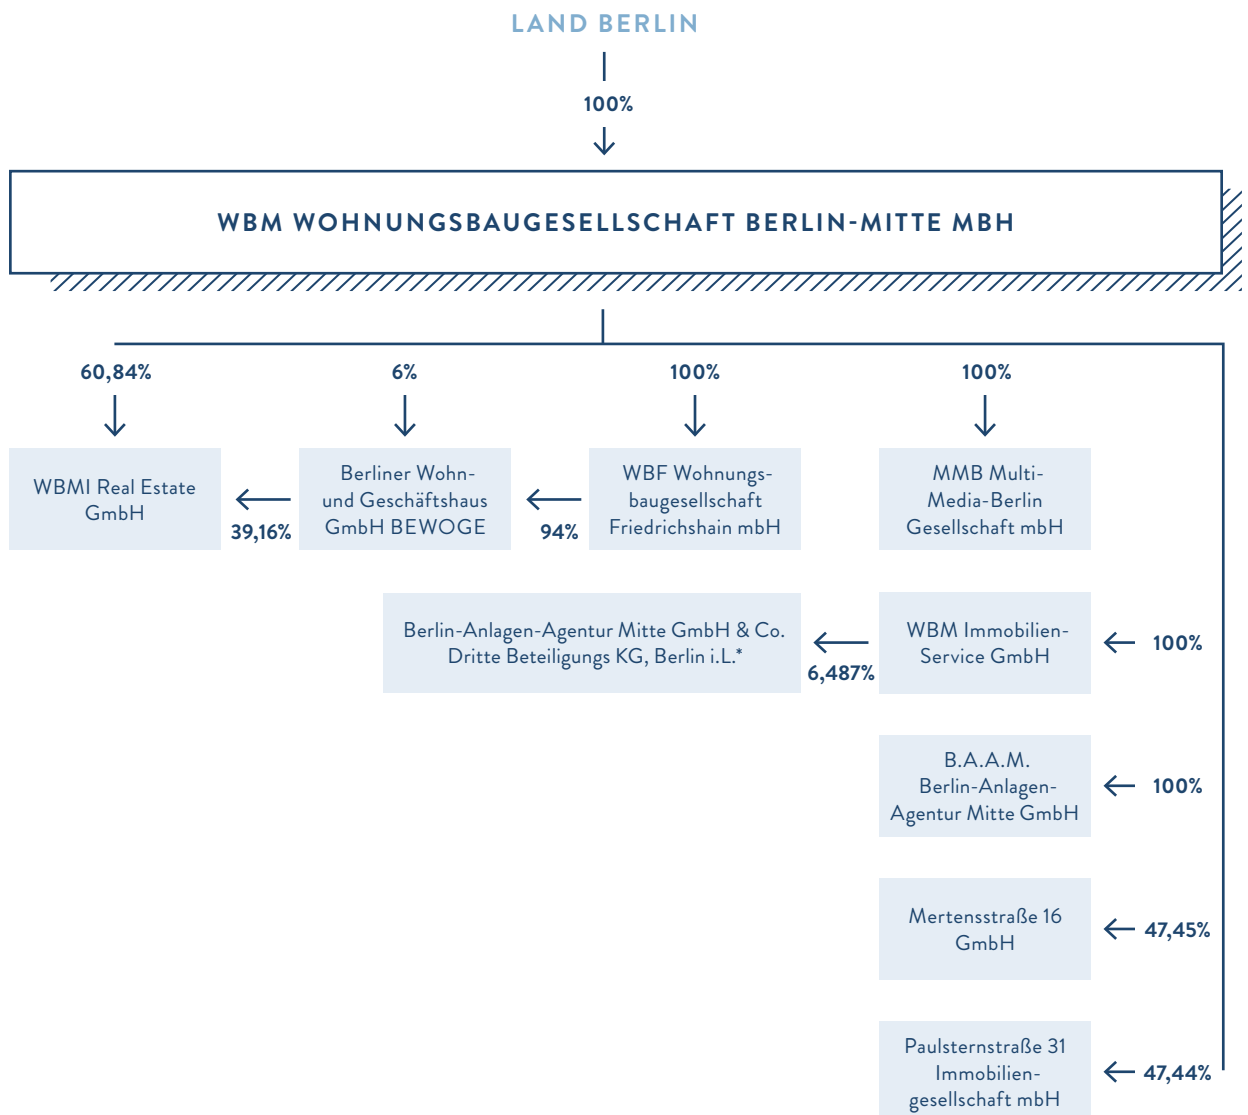 LAND BERLIN
100%
WBM WOHNUNGSBAUGESELLSCHAFT BERLIN-MITTE MBH
60,84%
6%
100%
100%
WBMI Real Estate
GmbH
39,16%
Berliner Wohn-
und Geschäftshaus
GmbH BEWOGE
94%
WBF Wohnungs-
baugesellschaft
Friedrichshain mbH
MMB Multi-
Media-Berlin
Gesellschaft mbH
Berlin-Anlagen-Agentur Mitte GmbH & Co.
Dritte Beteiligungs KG, Berlin i.L.*
6,487%
WBM Immobilien-
Service GmbH
100%
B.A.A.M.
Berlin-Anlagen-
Agentur Mitte GmbH
100%
Mertensstraße 16
GmbH
47,45%
Paulsternstraße 31
Immobilien-
gesellschaft mbH
47,44%